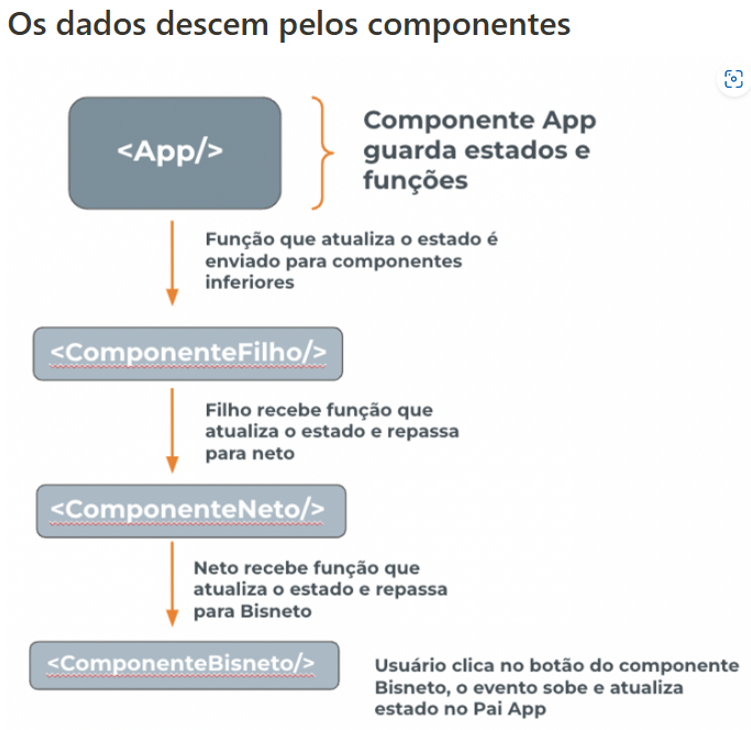 Os dados descem pelos componentes
<App/>
Componente App
guarda estados e
funções
Função que atualiza o estado é
enviado para componentes
inferiores
<ComponenteFilho/>
Filho recebe função que
atualiza o estado e repassa
para neto
<ComponenteNeto/>
Neto recebe função que
atualiza o estado e repassa
para Bisneto
<ComponenteBisneto/>
Usuário clica no botão do componente
Bisneto, o evento sobe e atualiza
estado no Pai App